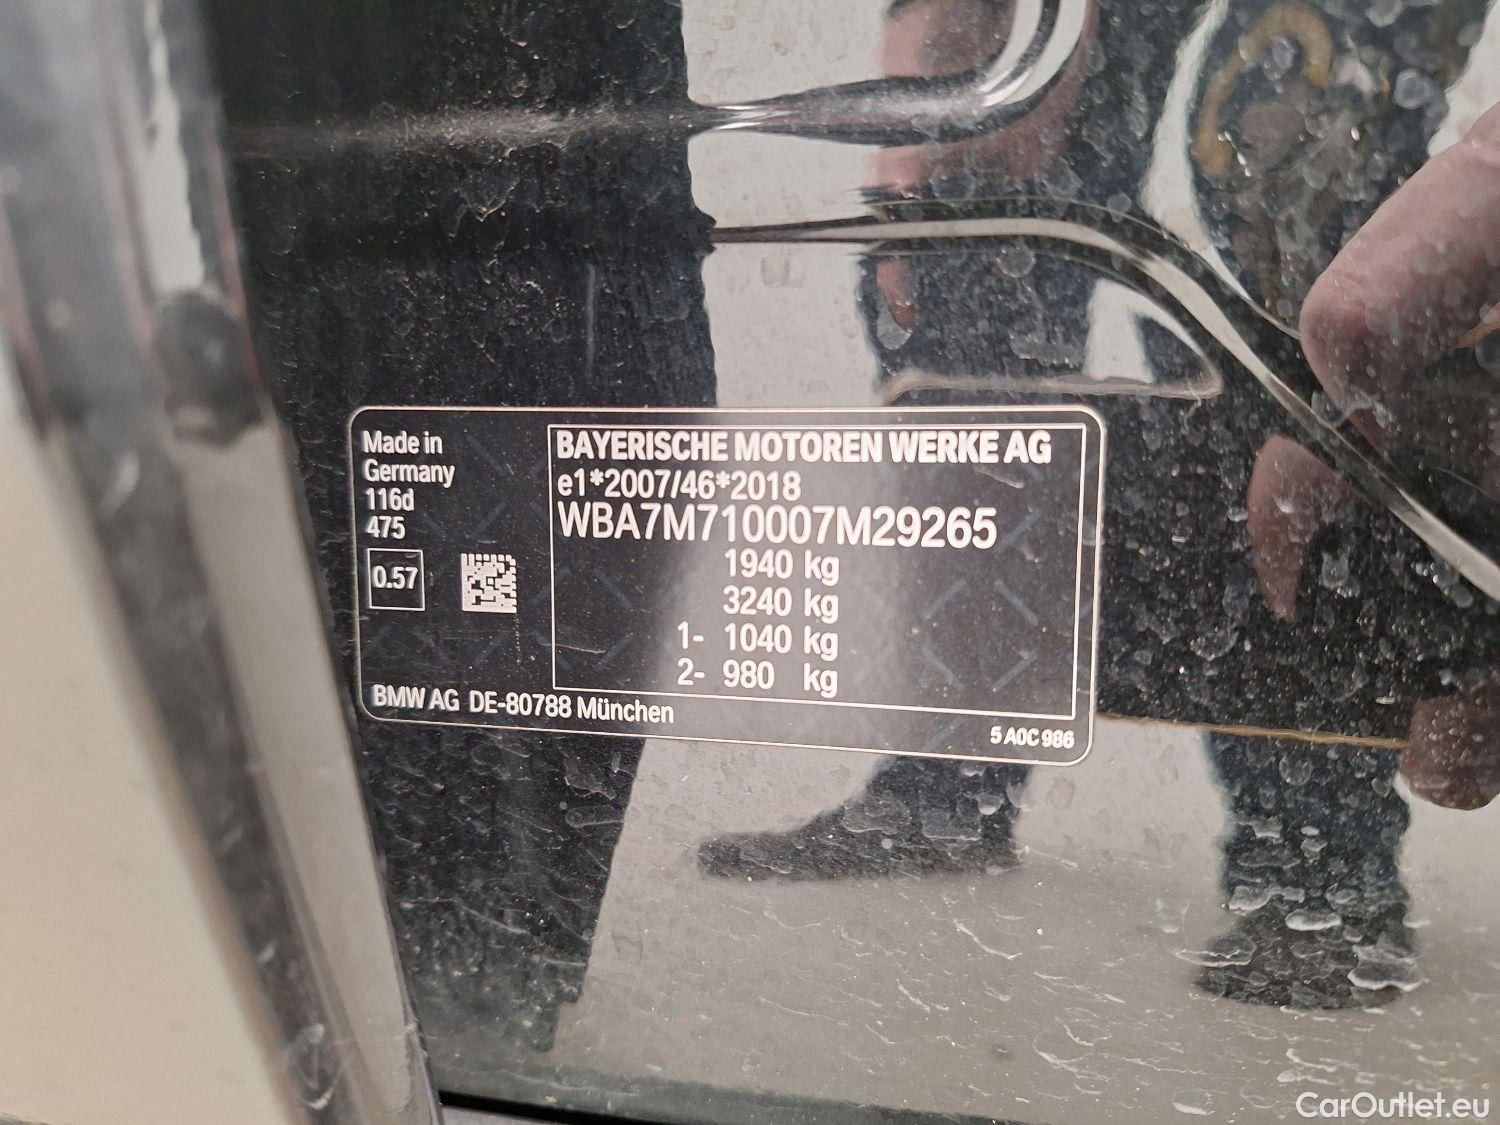 Made in
Germany
116d
475
0.57
BAYERISCHE MOTOREN WERKE AG
e1*2007/46*2018
WBA7M710007M29265
1940 kg
3240 kg
1- 1040 kg
2- 980 kg
BMW AG DE-80788 München
5 A0C 986
CarOutlet.eu